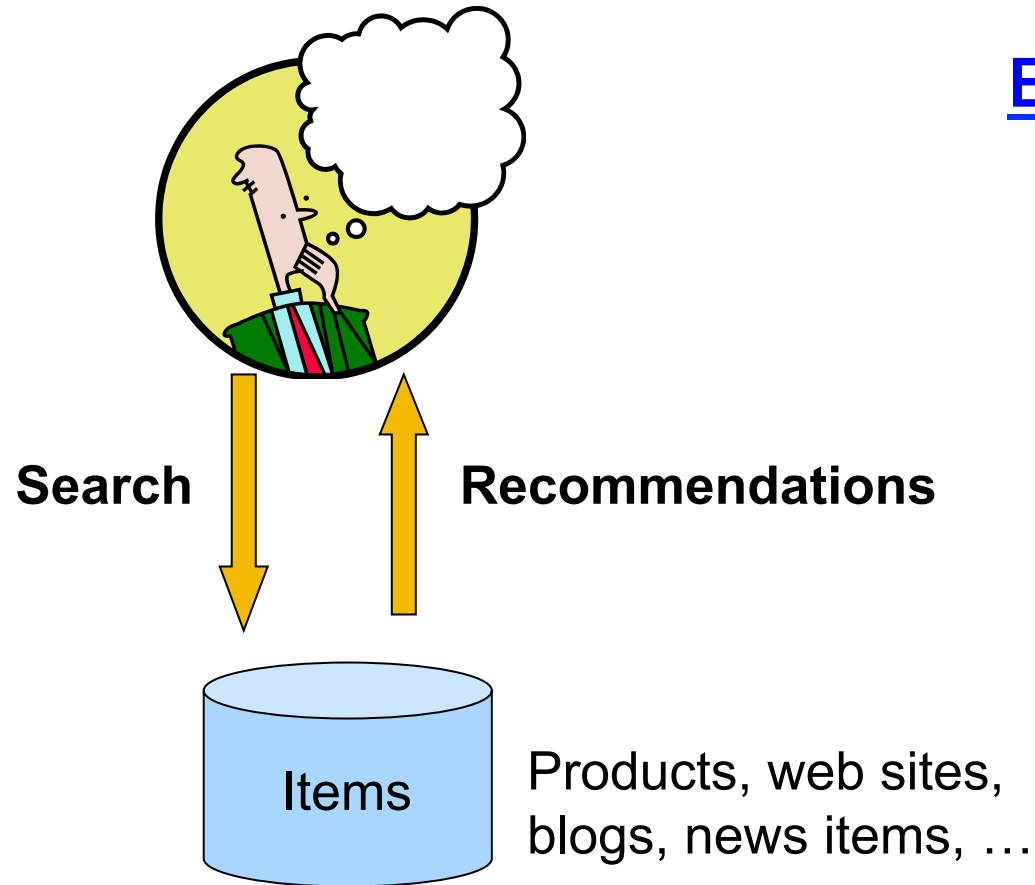 Search
Recommendations
Items
Products, web sites,
blogs, news items, …